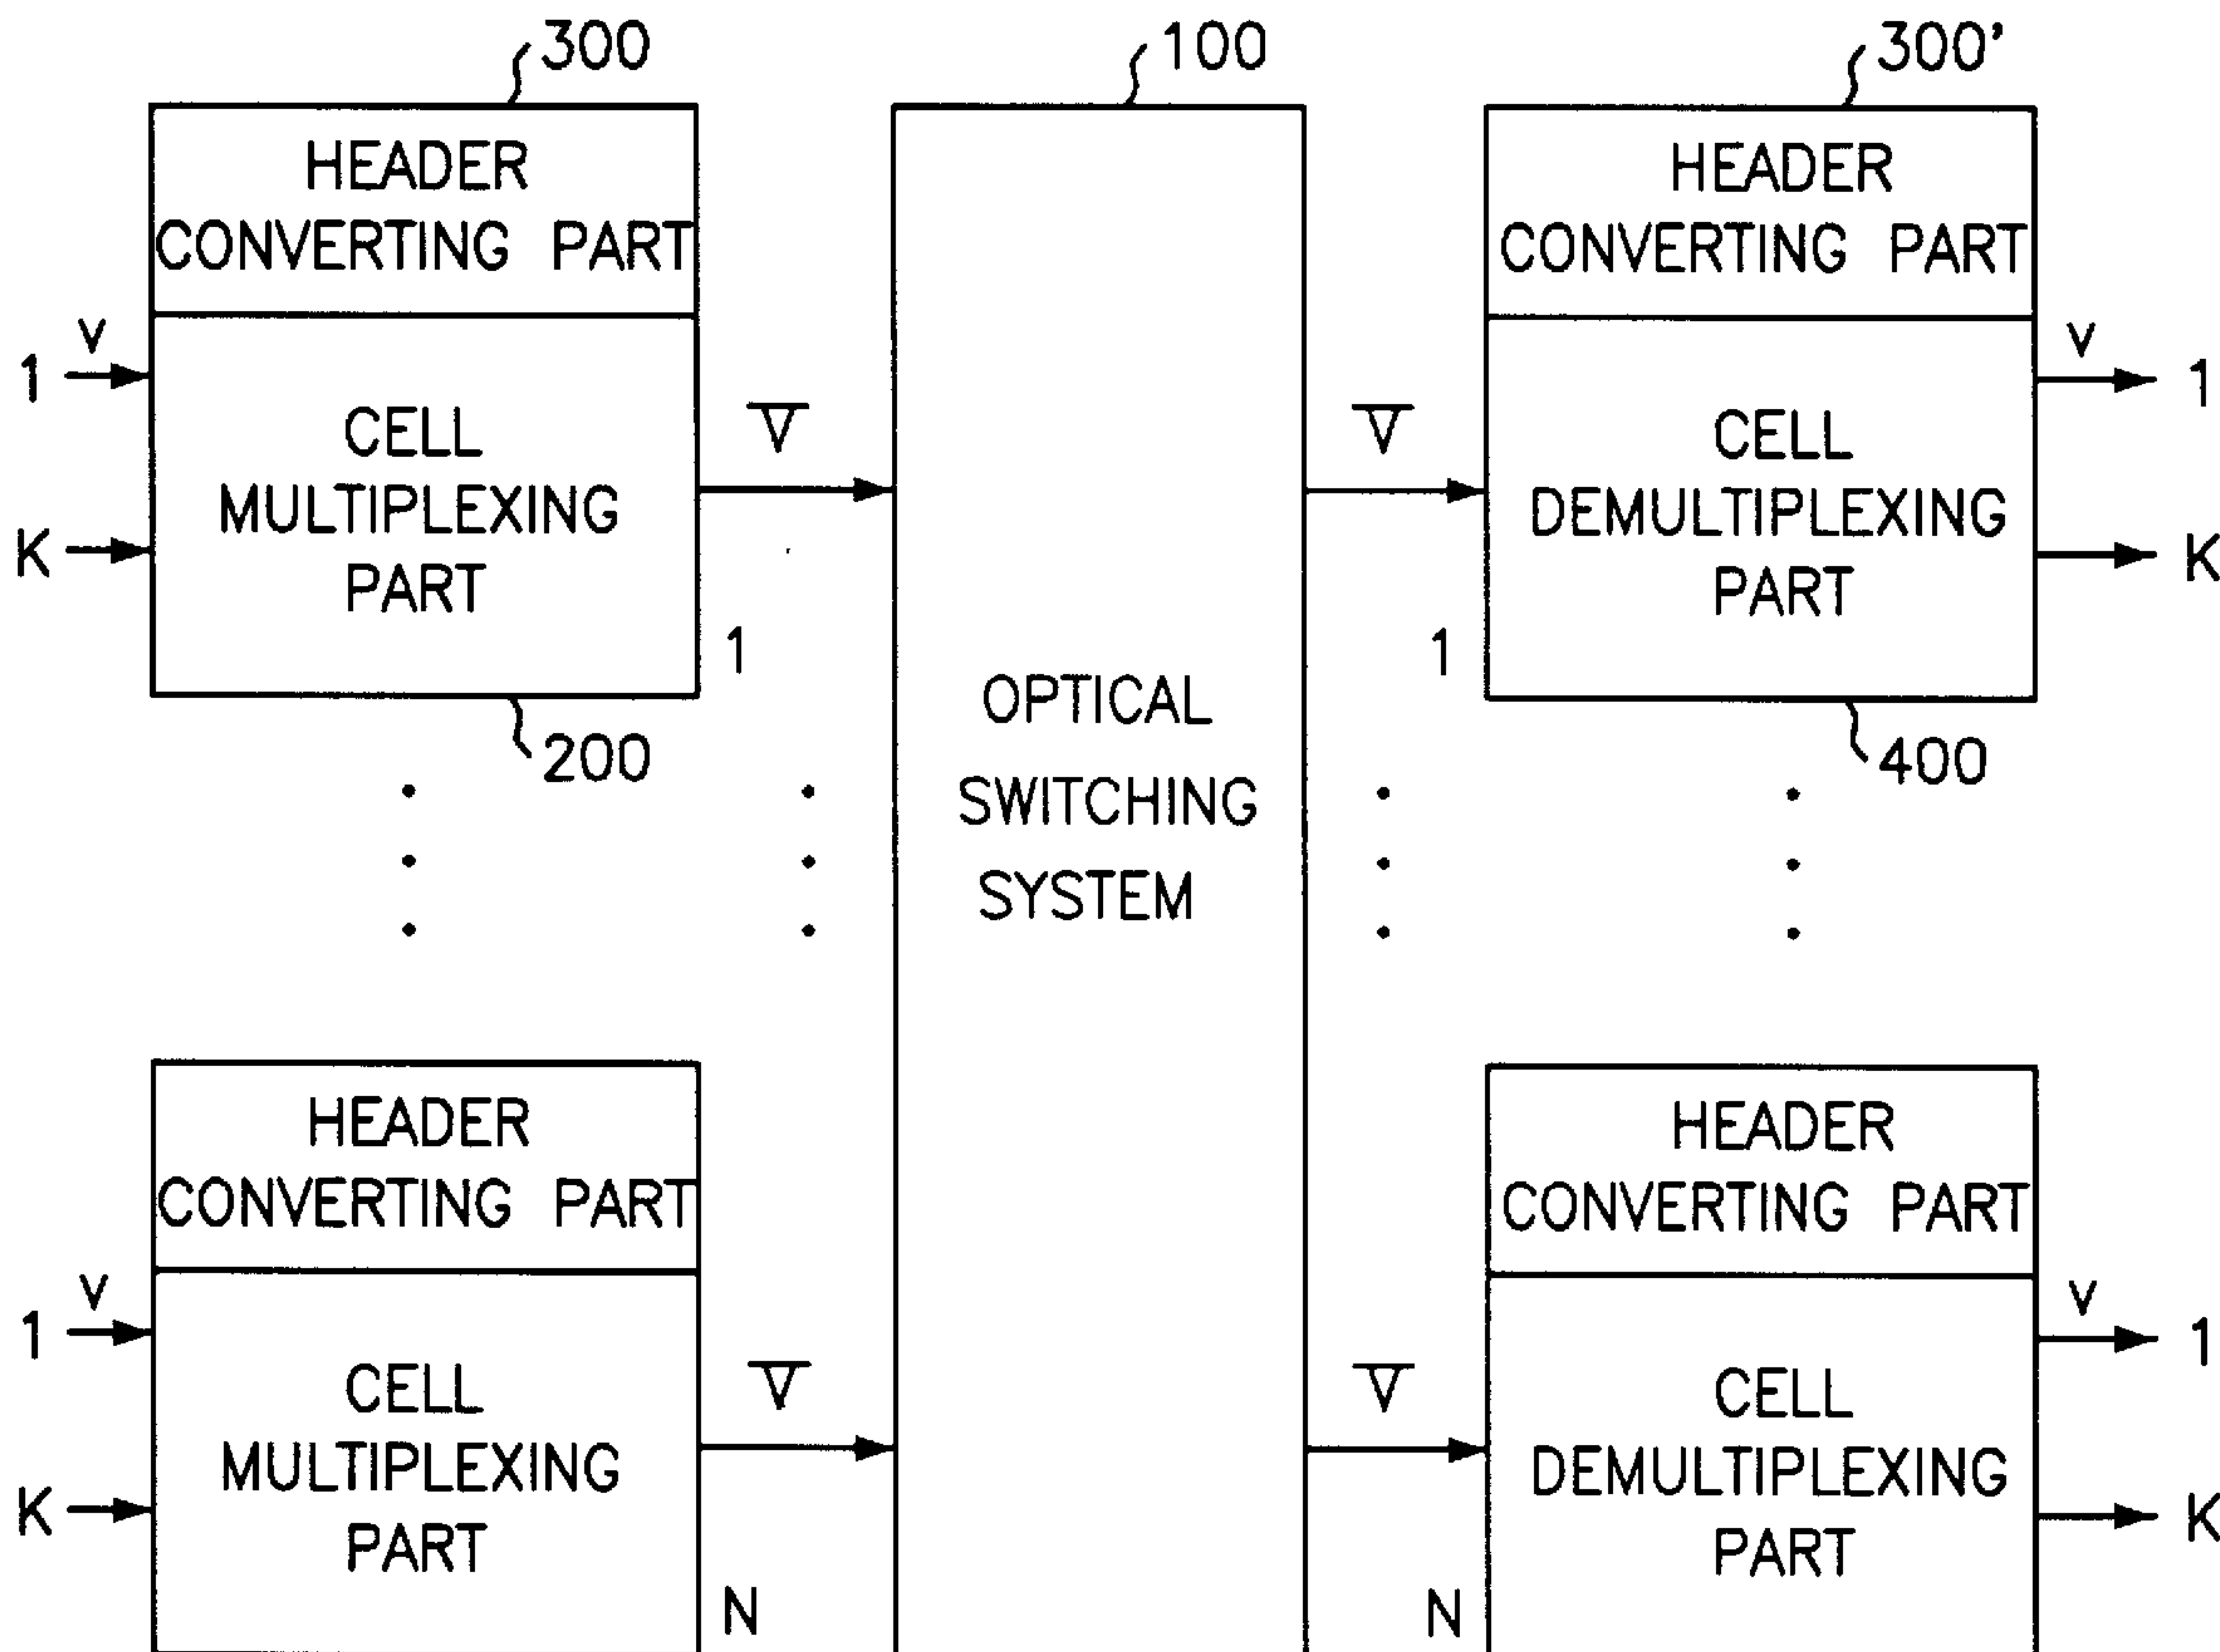 300
100
300'
HEADER
CONVERTING PART
HEADER
CONVERTING PART
1
v
K
CELL
MULTIPLEXING
PART
V̅
1
200
OPTICAL
SWITCHING
SYSTEM
V̅
1
CELL
DEMULTIPLEXING
PART
v
1
K
400
HEADER
CONVERTING PART
HEADER
CONVERTING PART
1
v
K
CELL
MULTIPLEXING
PART
V̅
N
V̅
N
CELL
DEMULTIPLEXING
PART
v
1
K